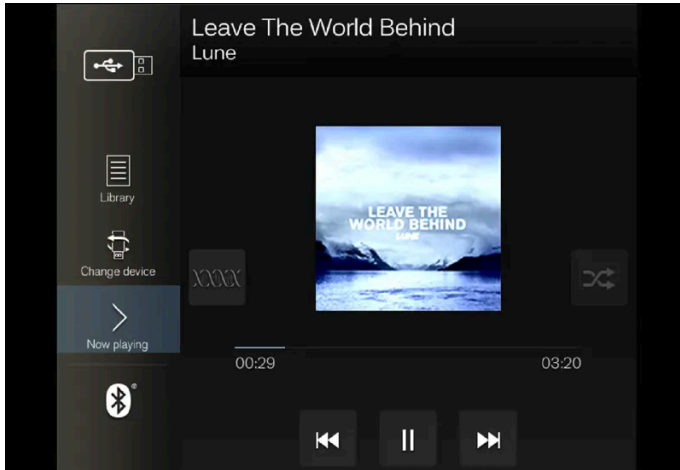 Leave The World Behind
Lune
LEAVE THE
WORLD BEHIND
LUNE
Library
Change device
Now playing
00:29
03:20